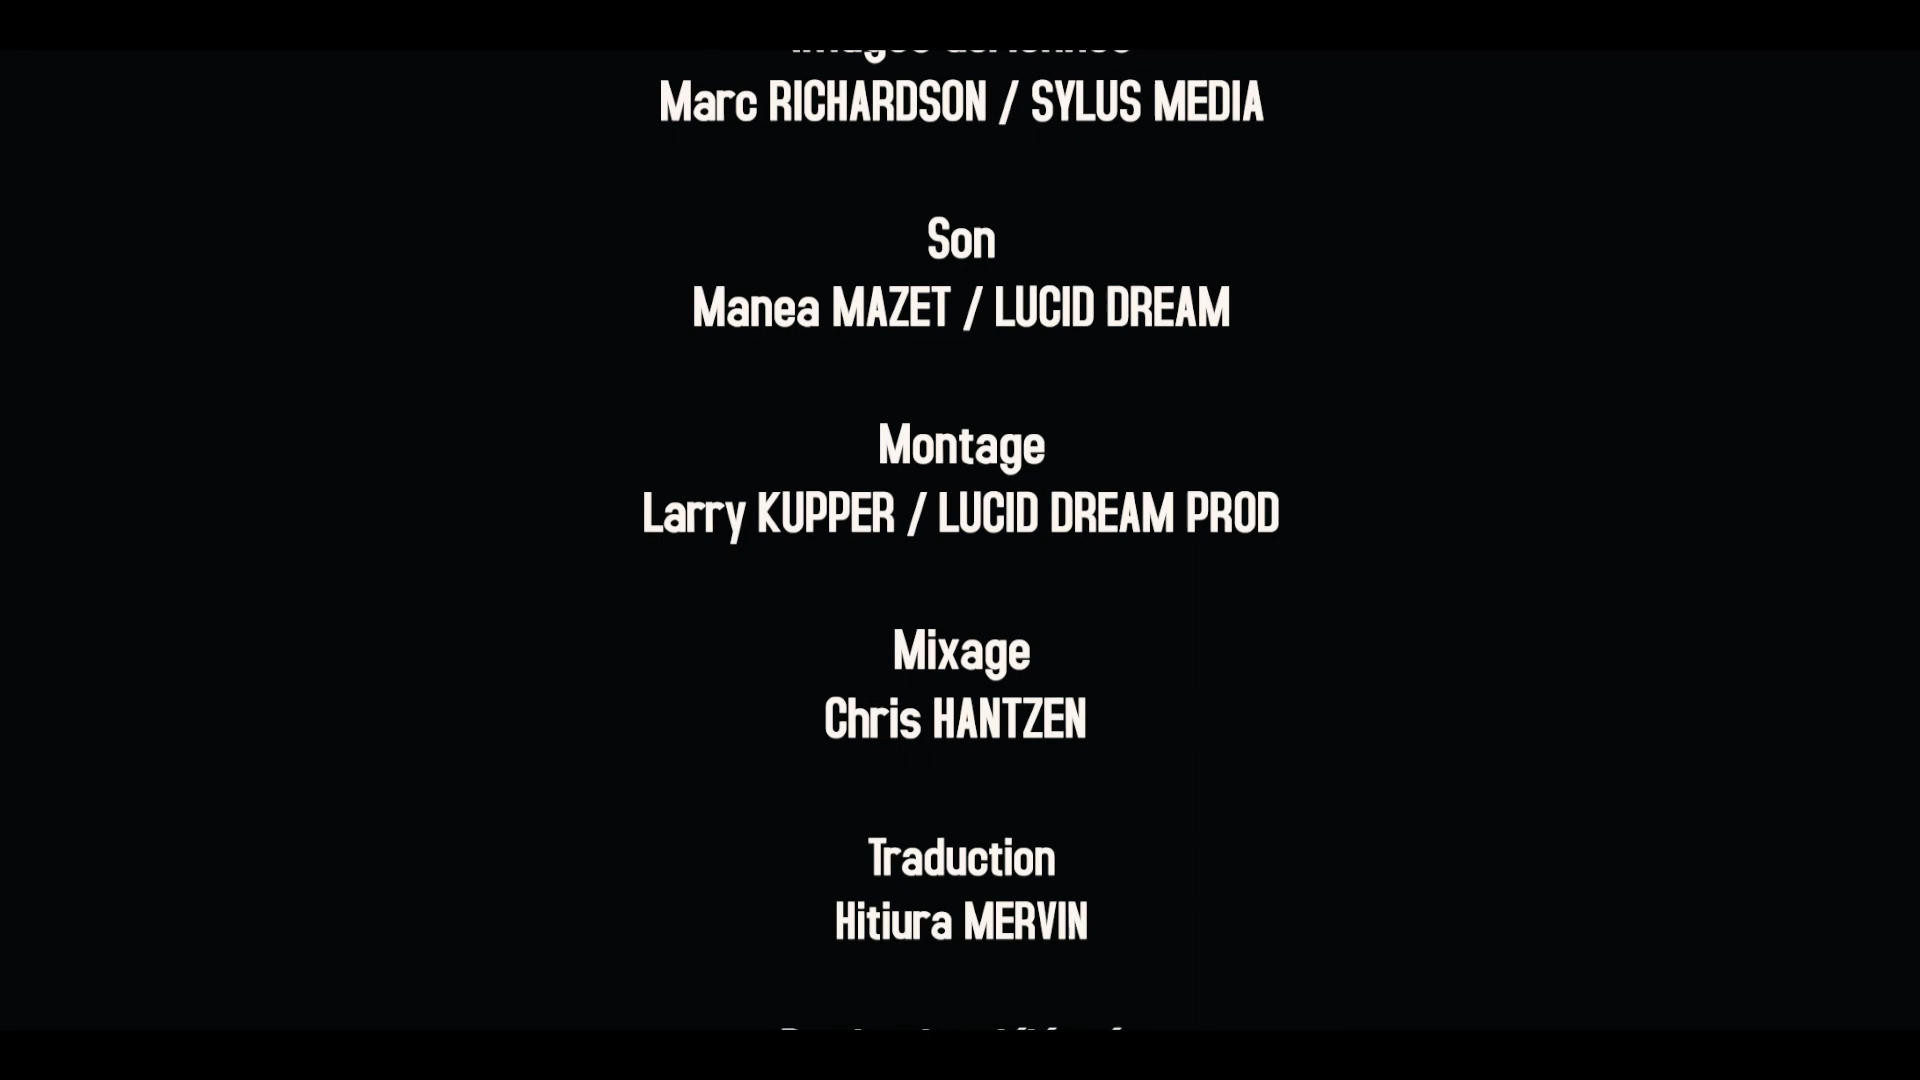 Marc RICHARDSON / SYLUS MEDIA
Son
Manea MAZET / LUCID DREAM
Montage
Larry KUPPER / LUCID DREAM PROD
Mixage
Chris HANTZEN
Traduction
Hitiura MERVIN